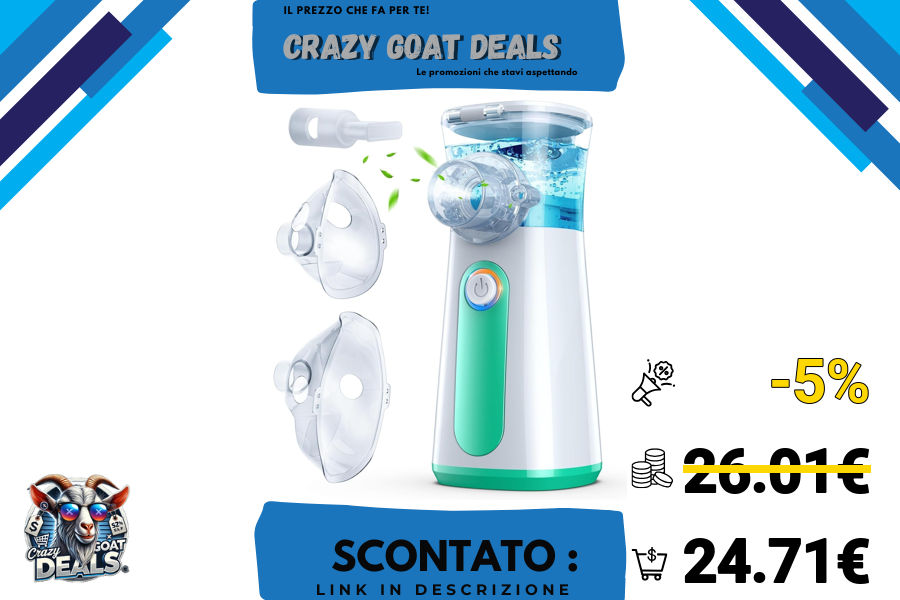 IL PREZZO CHE FA PER TE!
CRAZY GOAT DEALS
Le promozioni che stavi aspettando
-5%
26.01€
24.71€
SCONTATO :
LINK IN DESCRIZIONE
Crazy
GOAT
DEALS